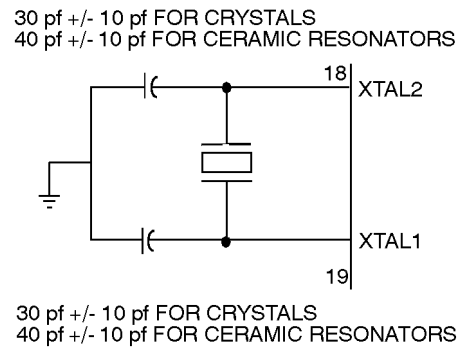 30 pf +/- 10 pf FOR CRYSTALS
40 pf +/- 10 pf FOR CERAMIC RESONATORS
18
XTAL2
XTAL1
19
30 pf +/- 10 pf FOR CRYSTALS
40 pf +/- 10 pf FOR CERAMIC RESONATORS